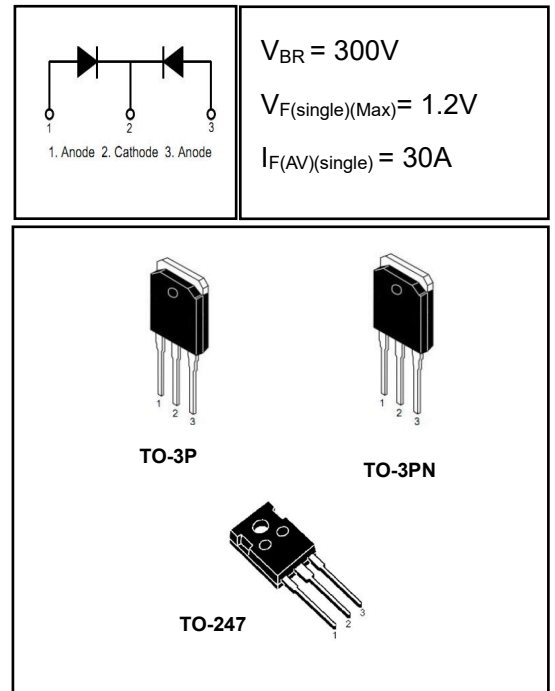 1 2 3
1. Anode 2. Cathode 3. Anode
VBR = 300V
VF(single)(Max)= 1.2V
IF(AV)(single) = 30A
1 2 3
TO-3P
1 2 3
TO-3PN
1 2 3
TO-247